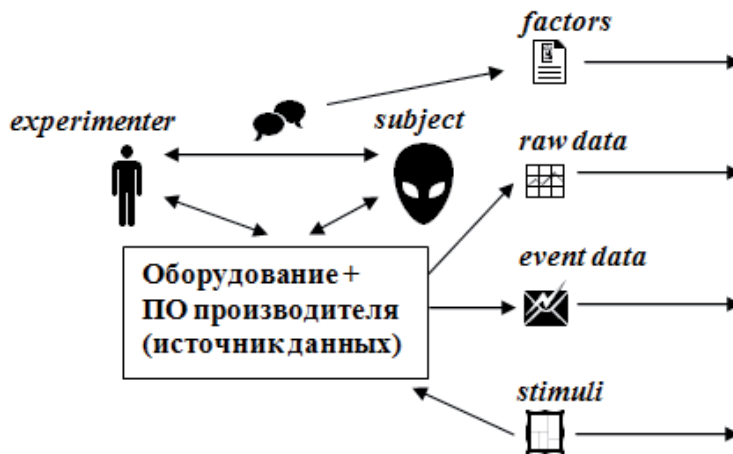 factors
experimenter
subject
raw data
Оборудование +
ПО производителя
(источник данных)
event data
stimuli